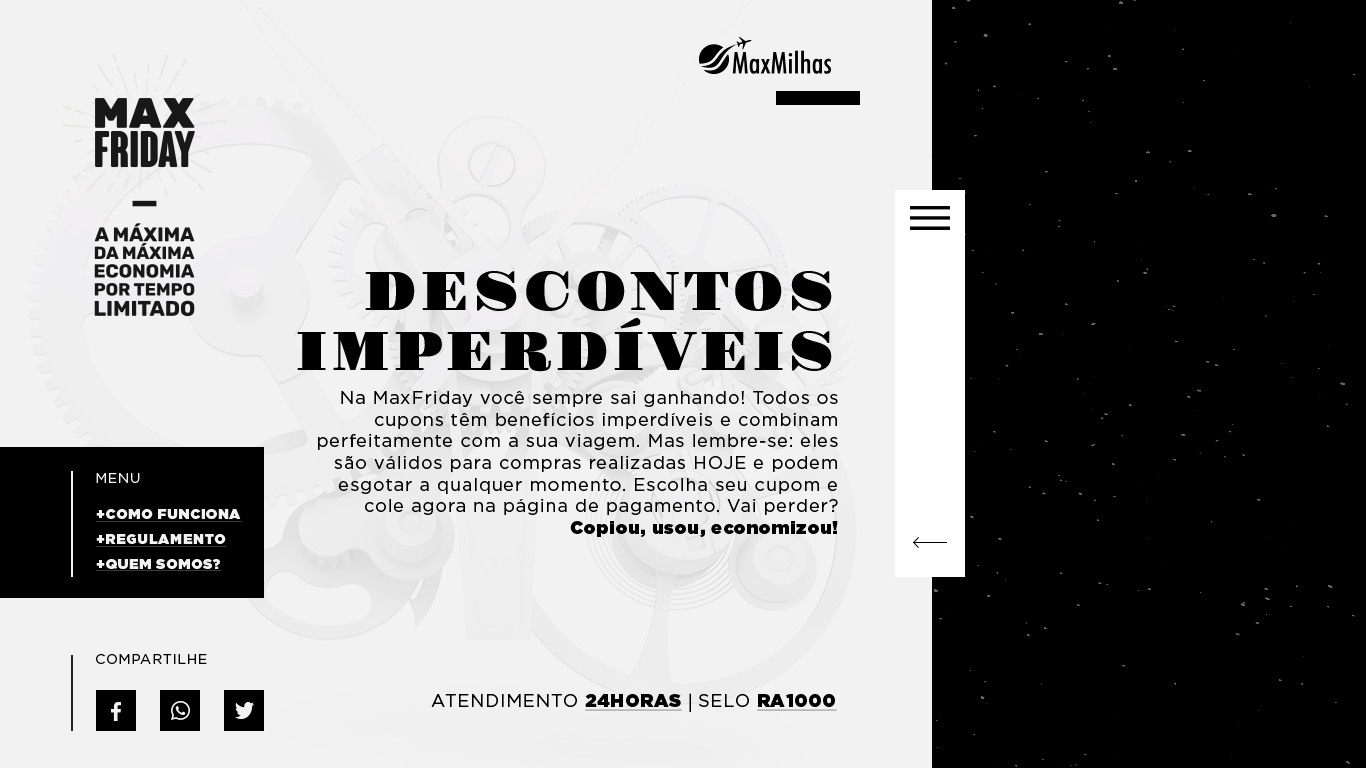 MaxMilhas
MAX
FRIDAY
A MÁXIMA
DA MÁXIMA
ECONOMIA
POR TEMPO
LIMITADO
DESCONTOS
IMPERDÍVEIS
Na MaxFriday você sempre sai ganhando! Todos os
cupons têm benefícios imperdíveis e combinam
perfeitamente com a sua viagem. Mas lembre-se: eles
são válidos para compras realizadas HOJE e podem
esgotar a qualquer momento. Escolha seu cupom e
cole agora na página de pagamento. Vai perder?
Copiou, usou, economizou!
MENU
+COMO FUNCIONA
+REGULAMENTO
+QUEM SOMOS?
COMPARTILHE
ATENDIMENTO 24HORAS | SELO RA1000